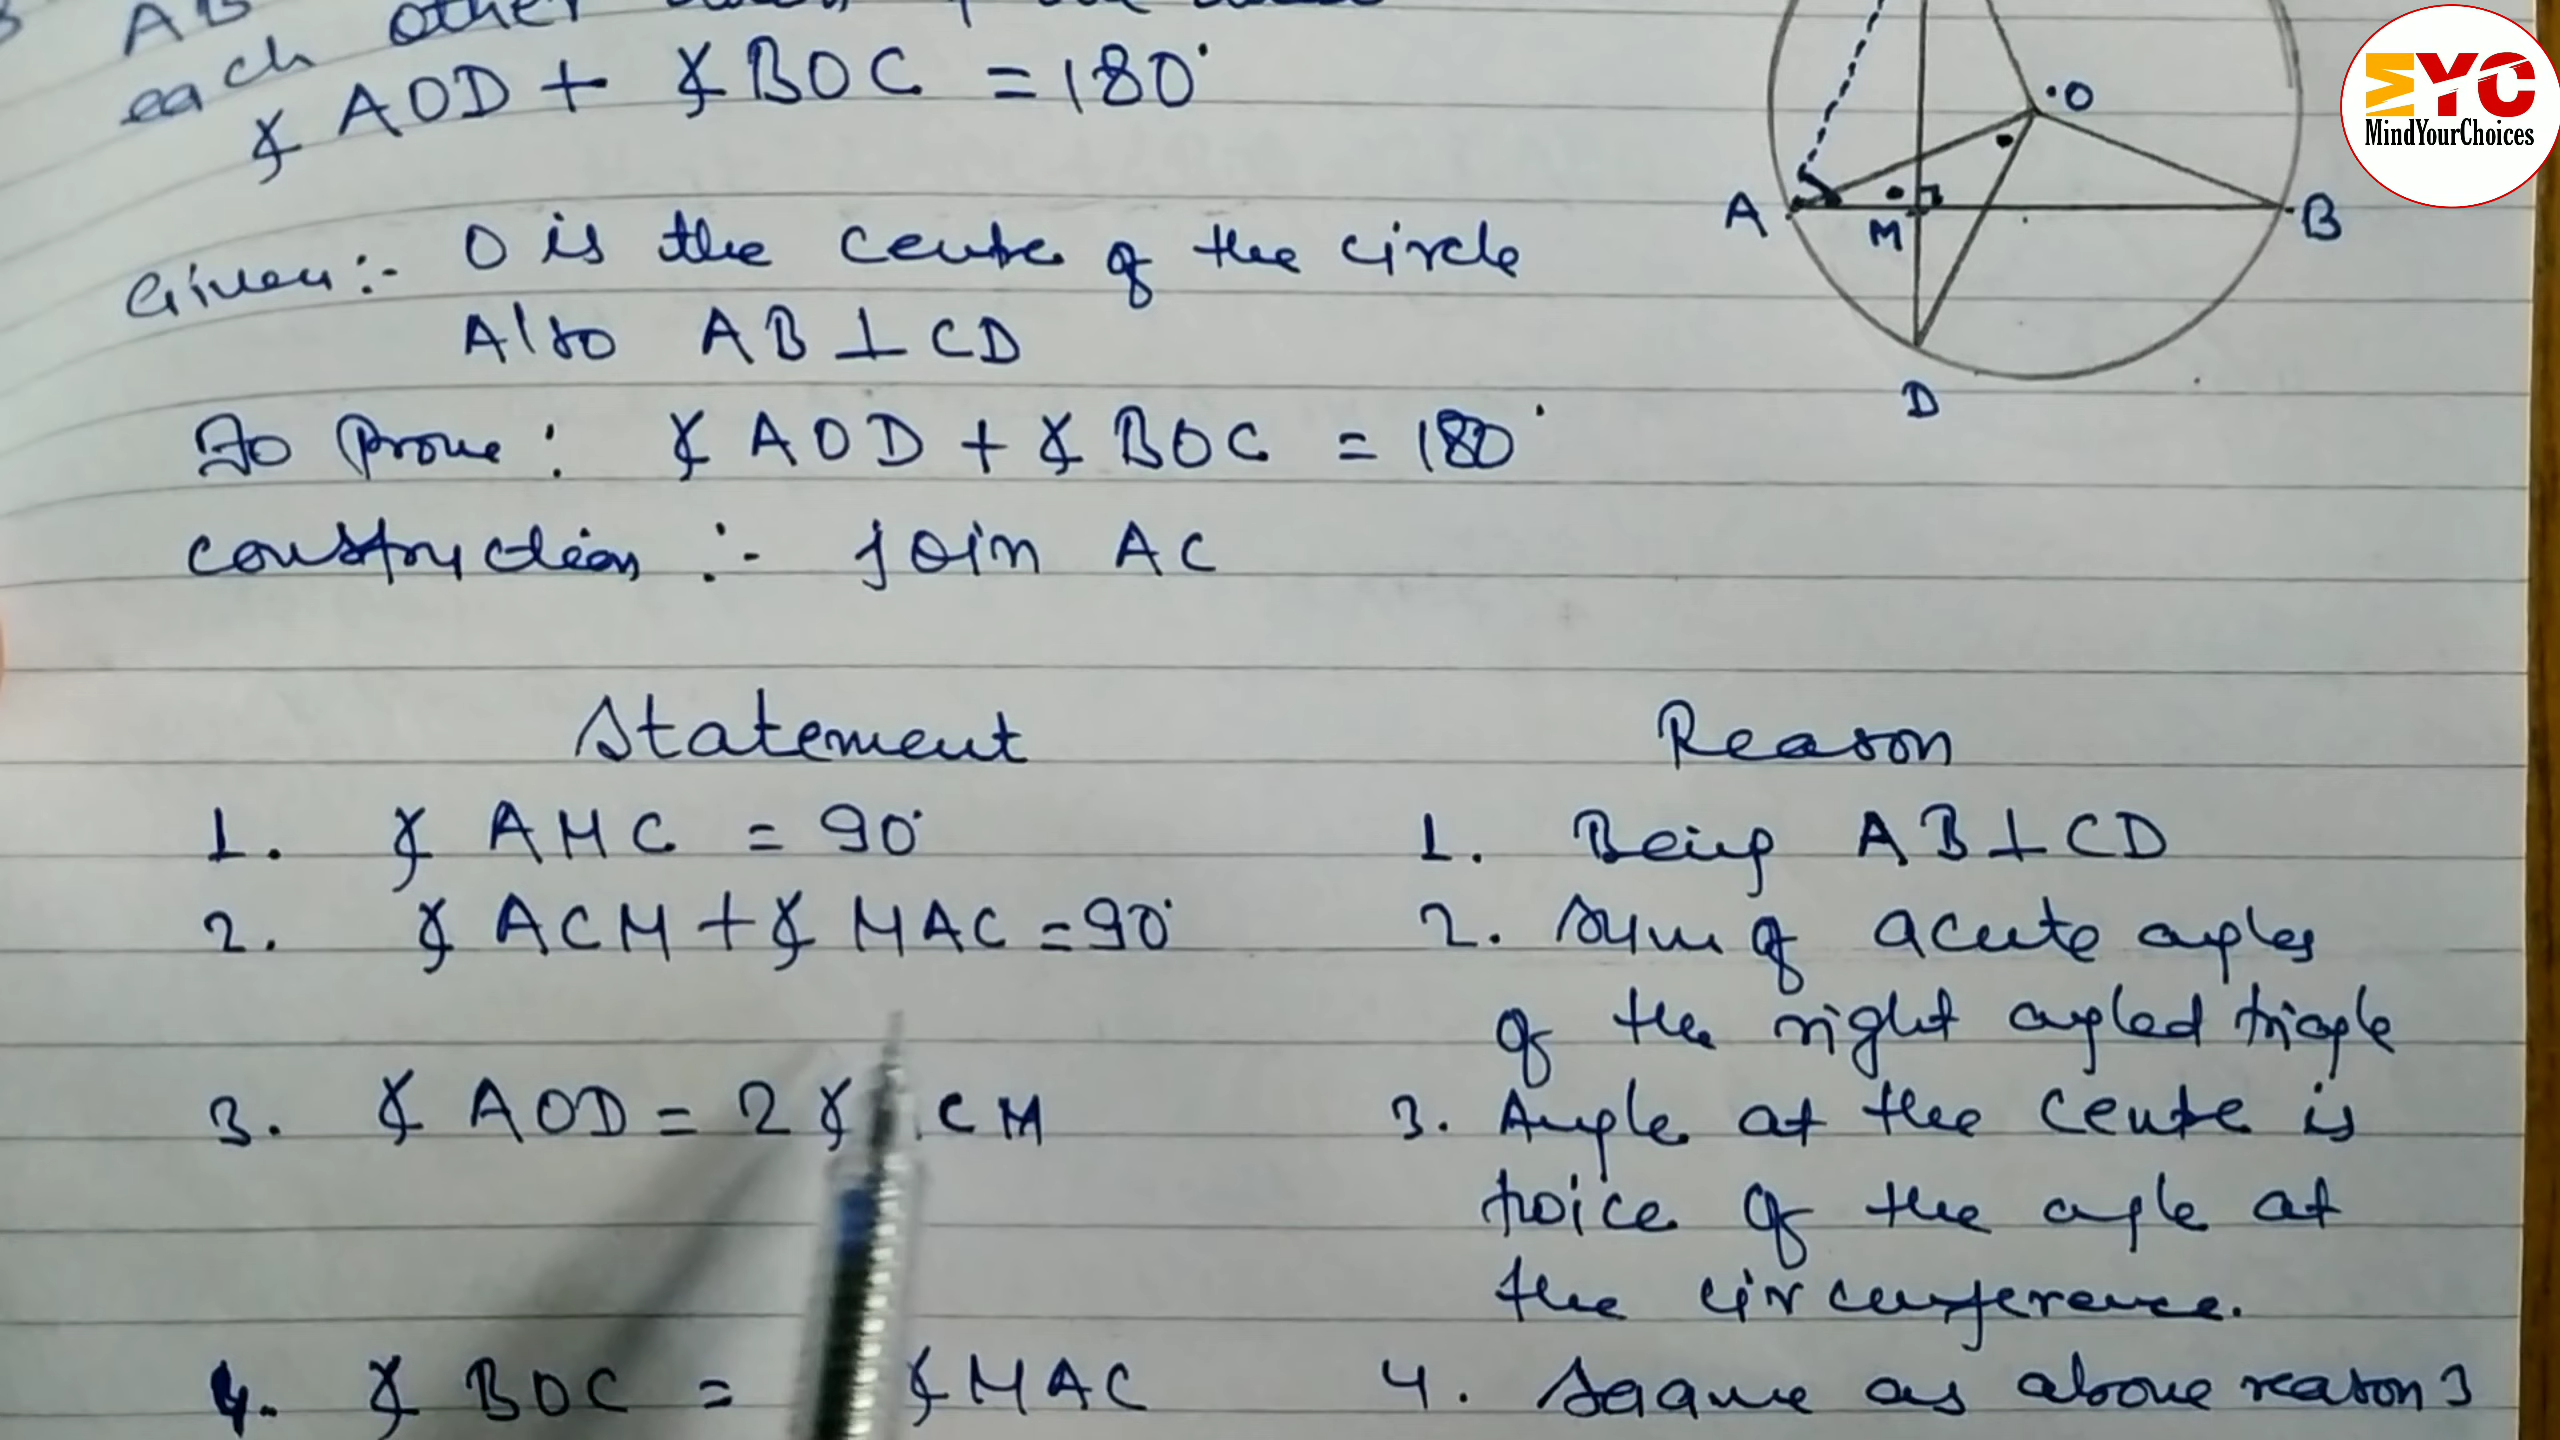 AB
each other
∡ AOD + ∡ BOC = 180°
Given :- O is the centre of the circle
Also AB ⊥ CD
To prove : ∡ AOD + ∡ BOC = 180°
construction :- join AC
O
A
M
B
D
MYC
MindYourChoices
Statement
Reason
1. ∡ AMC = 90°
1. Being AB ⊥ CD
2. ∡ ACM + ∡ MAC = 90°
2. sum of acute angles
of the right angled triangle
3. ∡ AOD = 2 ∡ CM
3. Angle at the centre is
twice of the angle at
the circumference.
4. ∡ BOC = ∡ MAC
4. Same as above reason 3